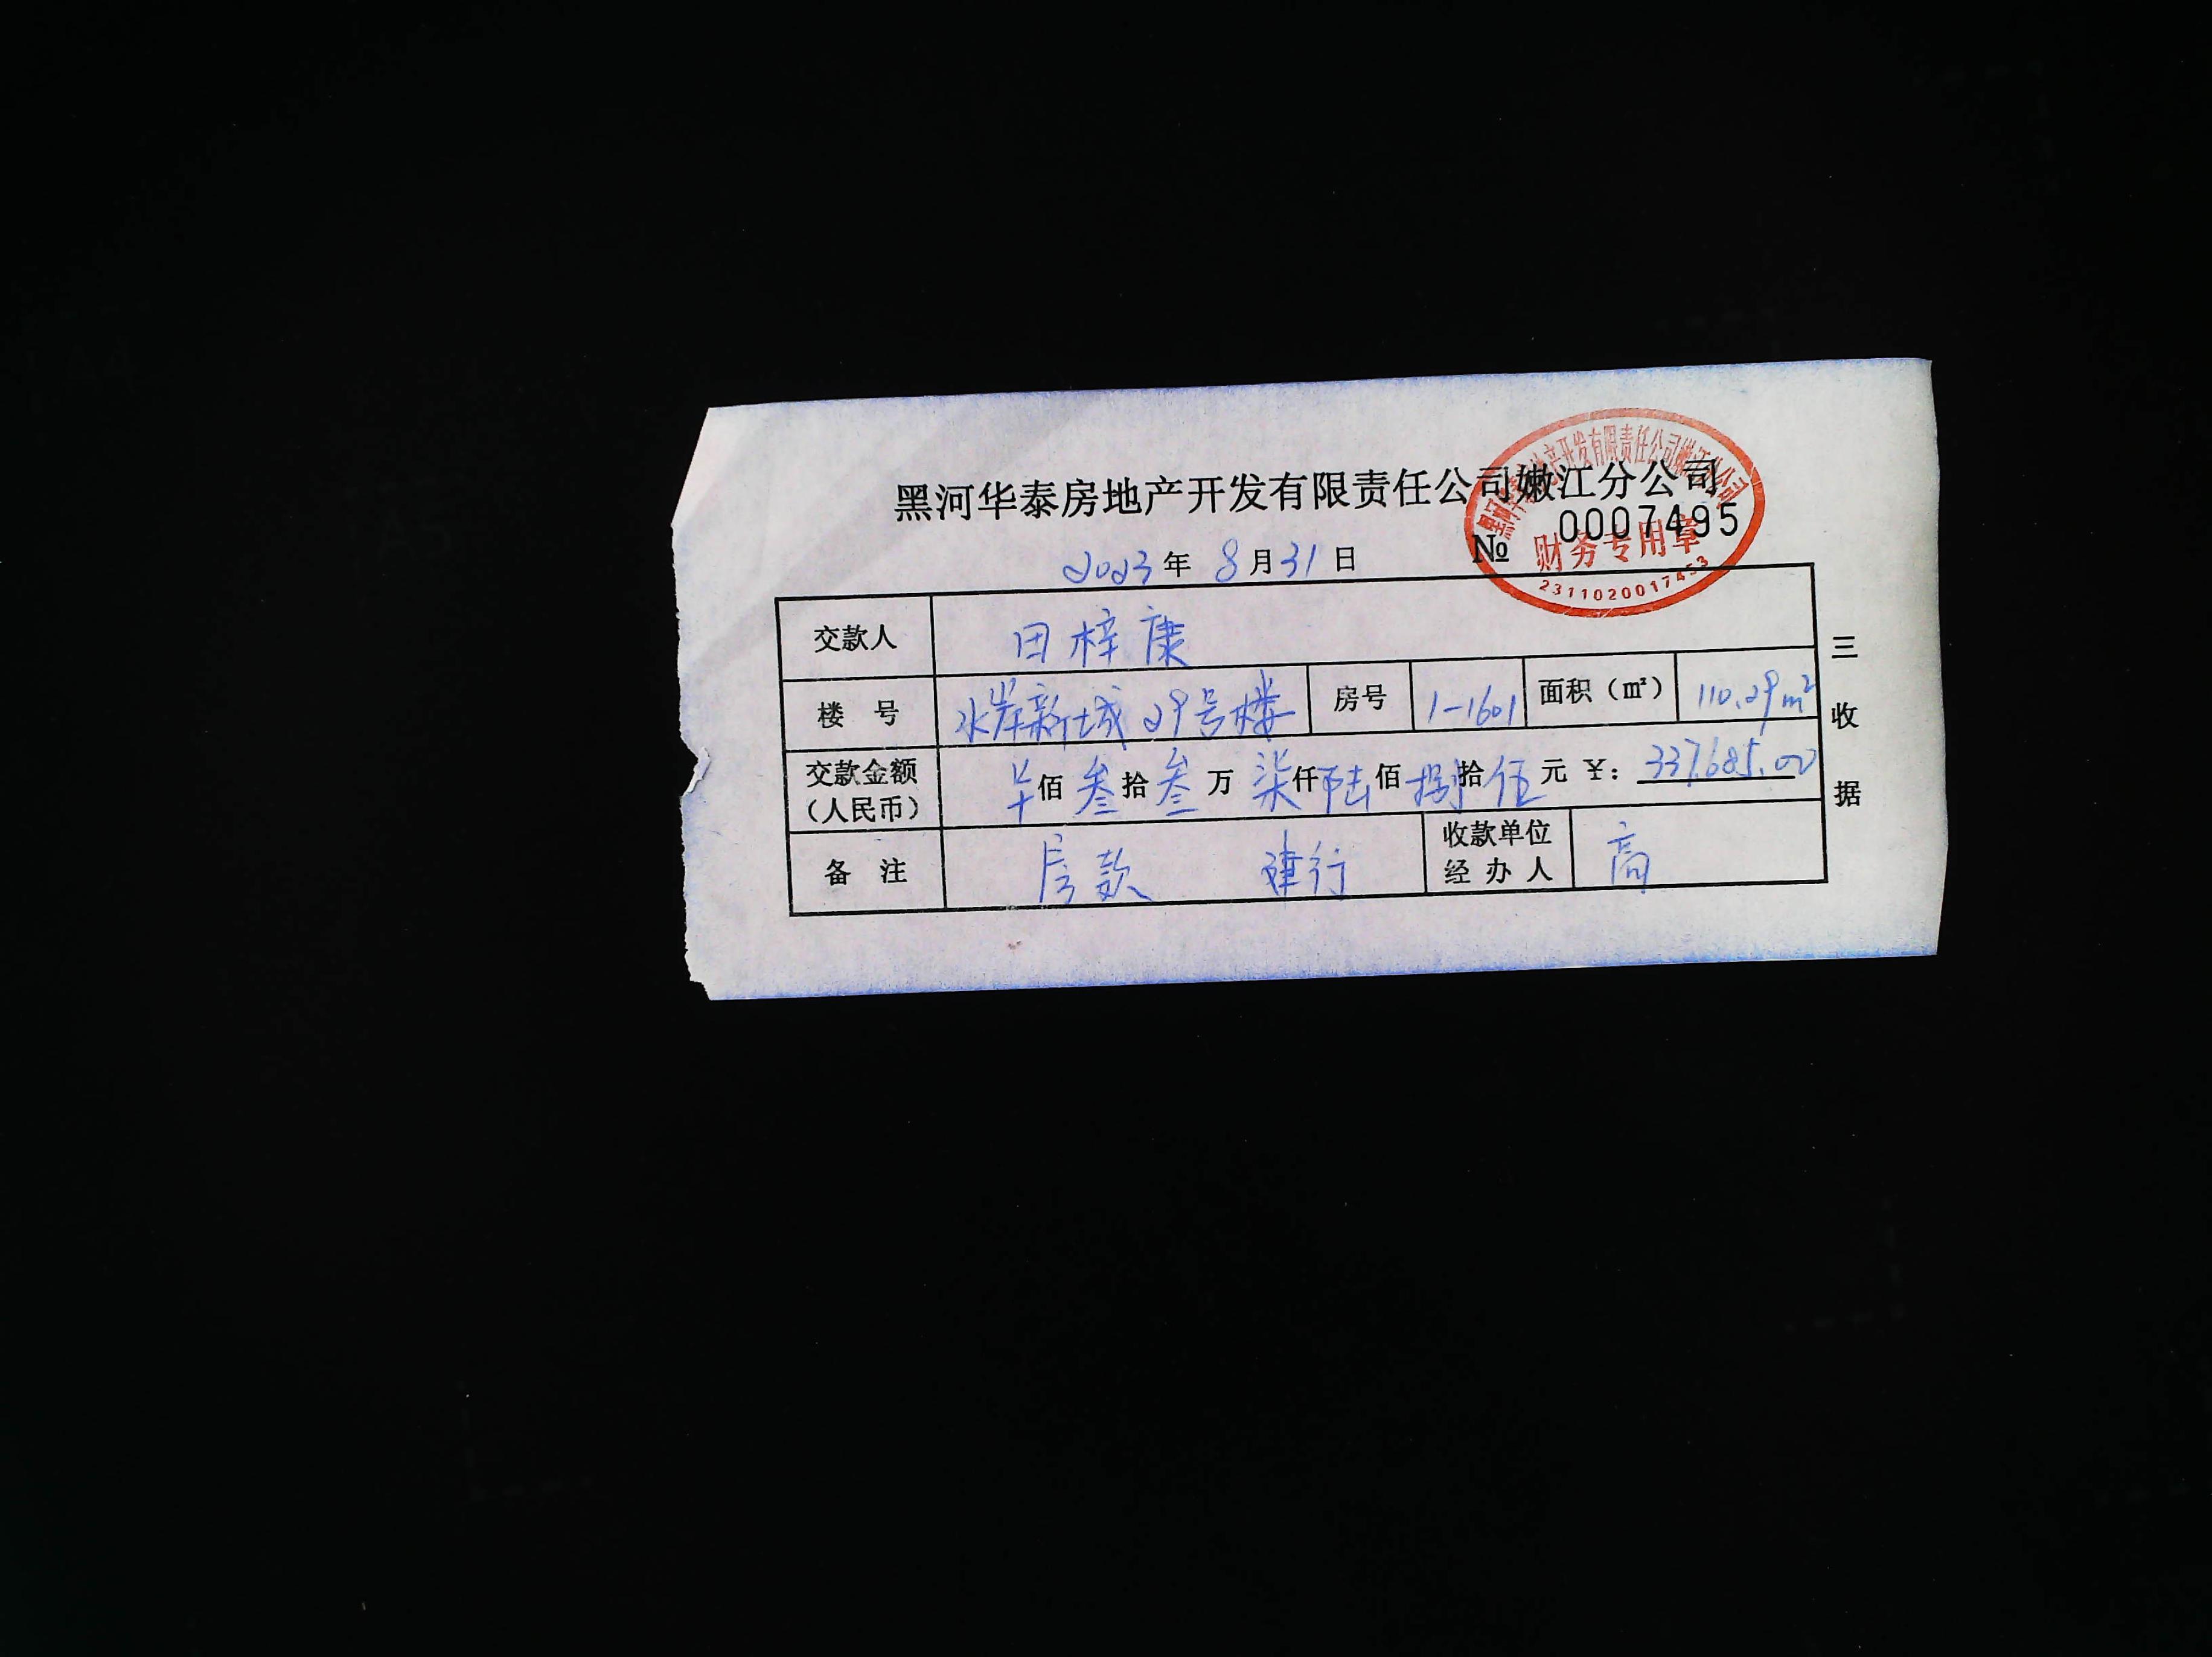 黑河华泰房地产开发有限责任公司嫩江分公司
№ 0007495
财务专用章
2311020017453
2023年 8月31日
交款人 田梓康
楼 号 水岸新城 29号楼 房号 1-1601 面积（㎡） 110.29m²
交款金额（人民币） 佰 叁 拾 叁 万 柒 仟 陆 佰 捌 拾 伍 元 ￥：337685.00
备 注 房款 建行 收款单位经办人 高
三收据